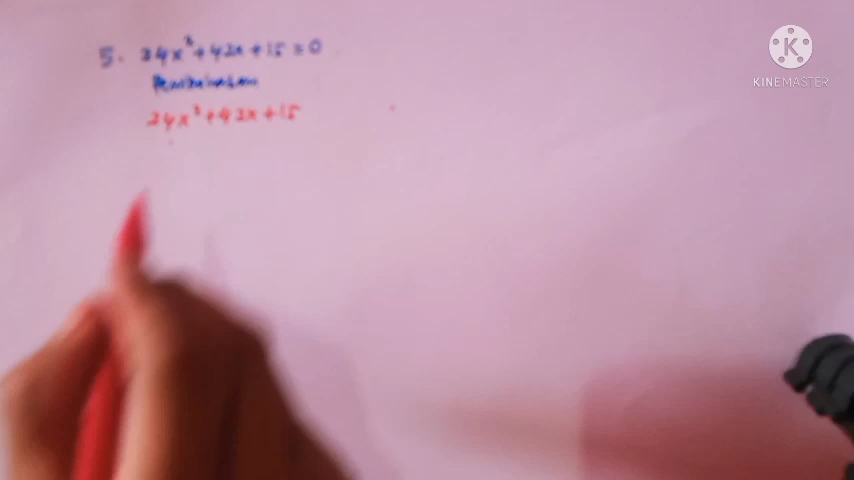 5. 24x² + 42x + 15 = 0
24x² + 42x + 15
K
KINEMASTER